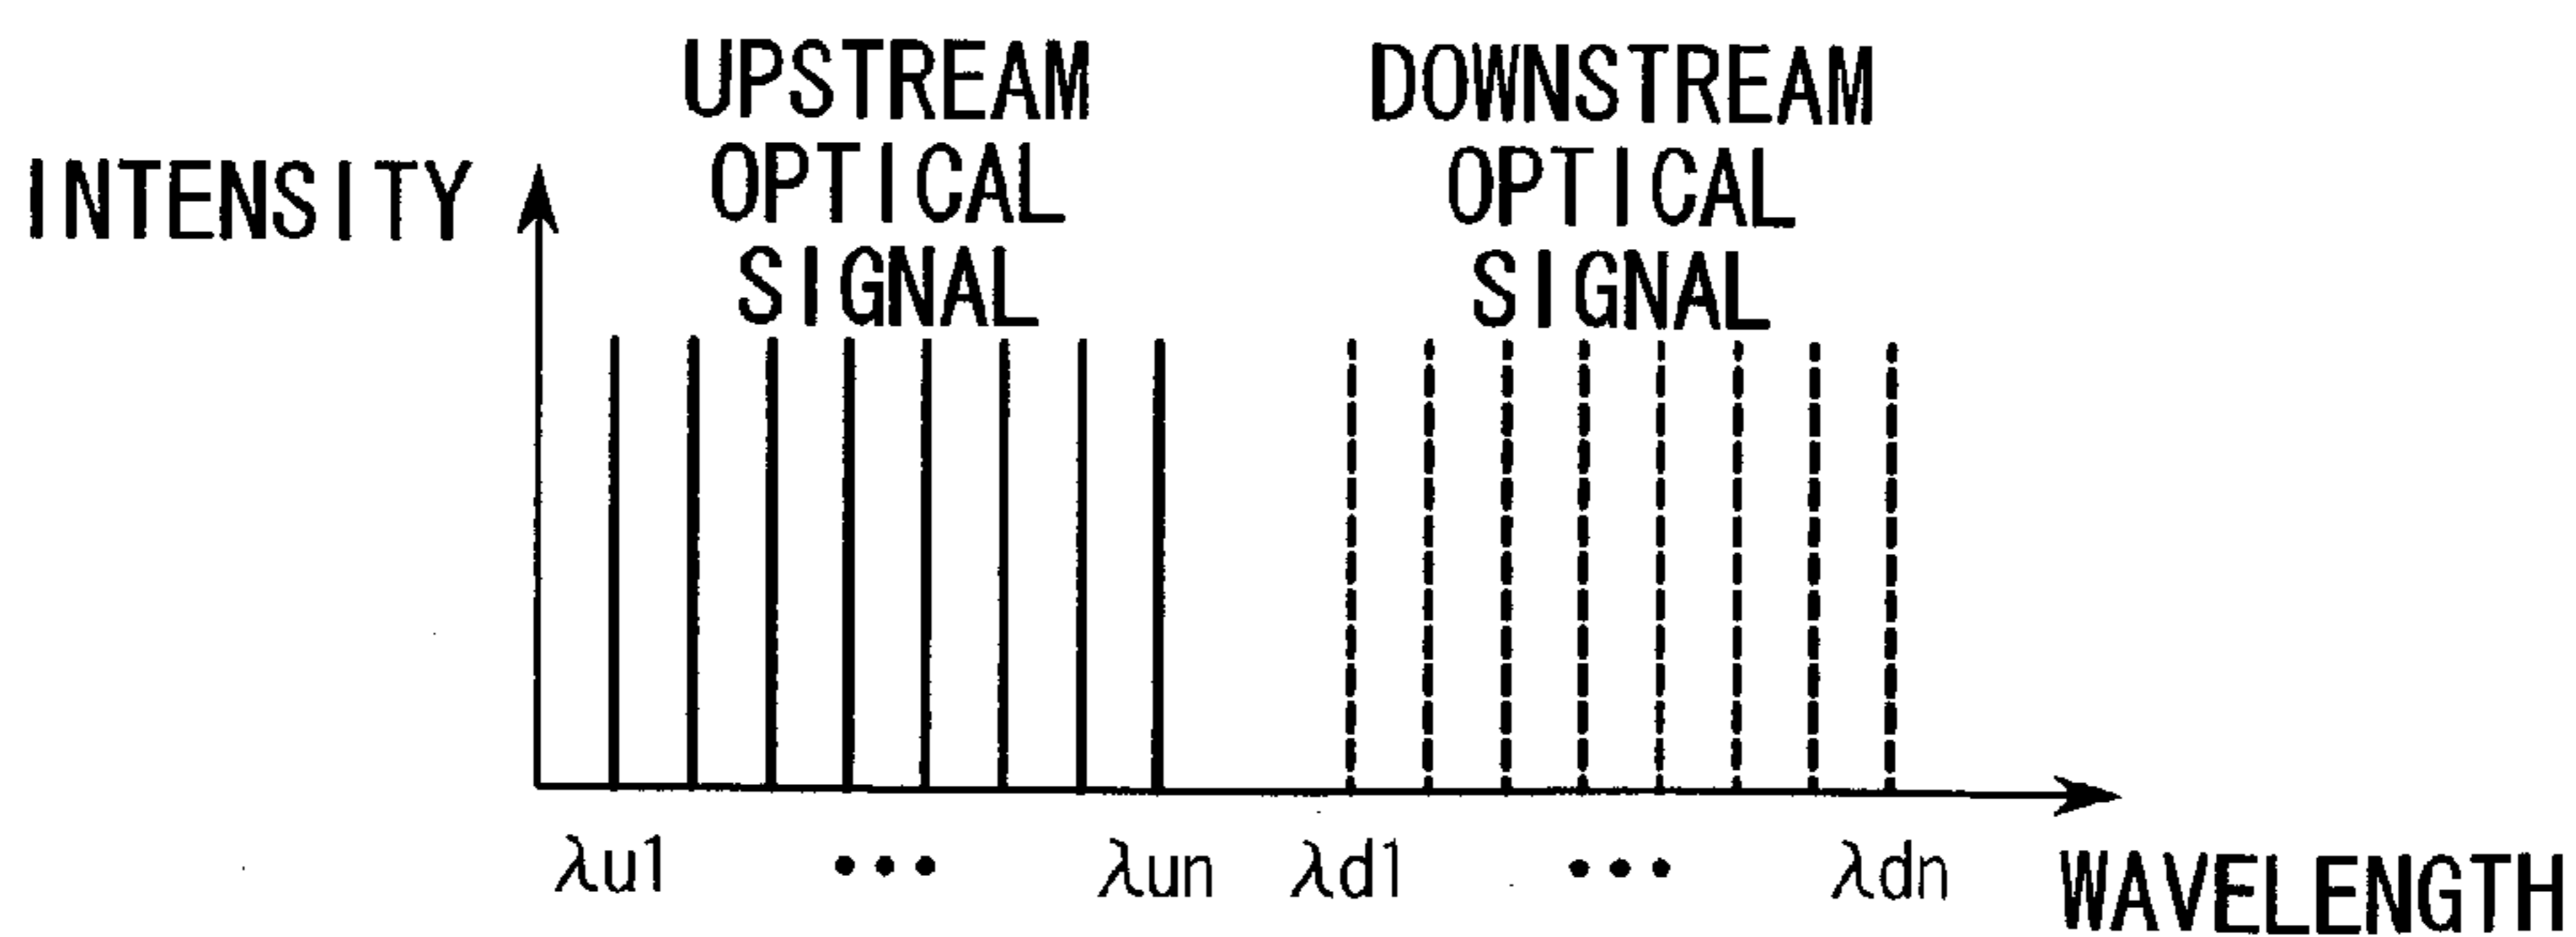 UPSTREAM
OPTICAL
SIGNAL
DOWNSTREAM
OPTICAL
SIGNAL
INTENSITY
λu1 ••• λun λd1 ••• λdn
WAVELENGTH